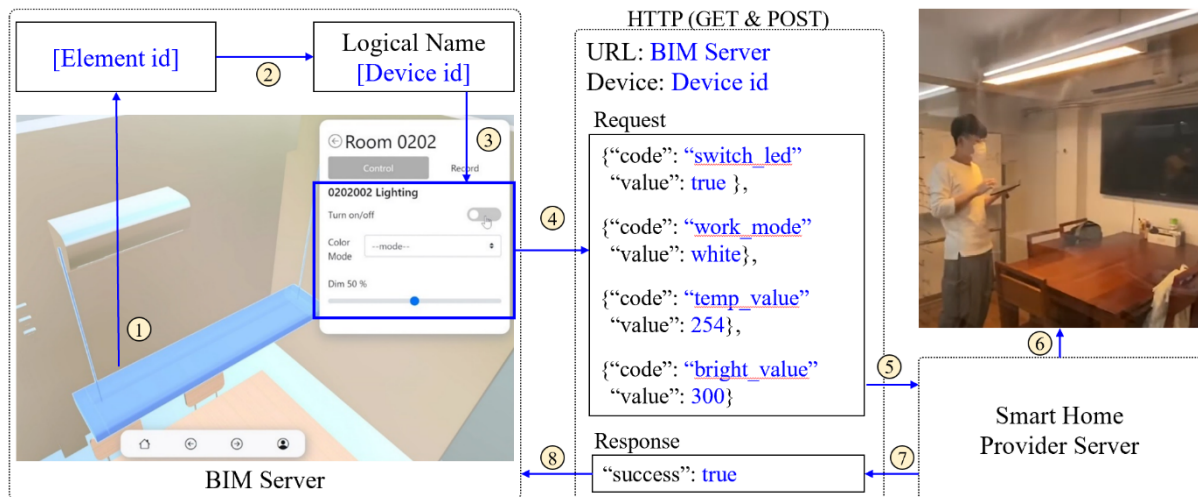 [Element id]
②
Logical Name
[Device id]
③
①
Room 0202
Control
Record
0202002 Lighting
Turn on/off
Color
Mode
--mode--
Dim 50 %
BIM Server
④
HTTP (GET & POST)
URL: BIM Server
Device: Device id
Request
{“code”: “switch_led”
“value”: true },
{“code”: “work_mode”
“value”: white},
{“code”: “temp_value”
“value”: 254},
{“code”: “bright_value”
“value”: 300}
⑤
Response
“success”: true
⑧
⑦
⑥
Smart Home
Provider Server